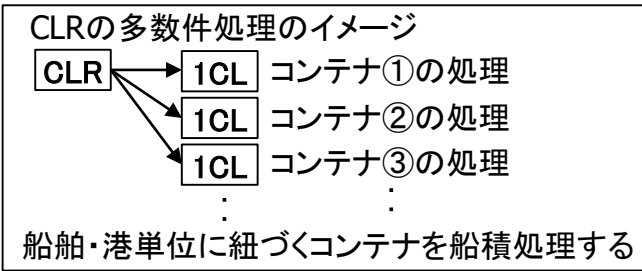 CLRの多数件処理のイメージ
CLR 1CL コンテナ①の処理
1CL コンテナ②の処理
1CL コンテナ③の処理
： ：
船舶・港単位に紐づくコンテナを船積処理する